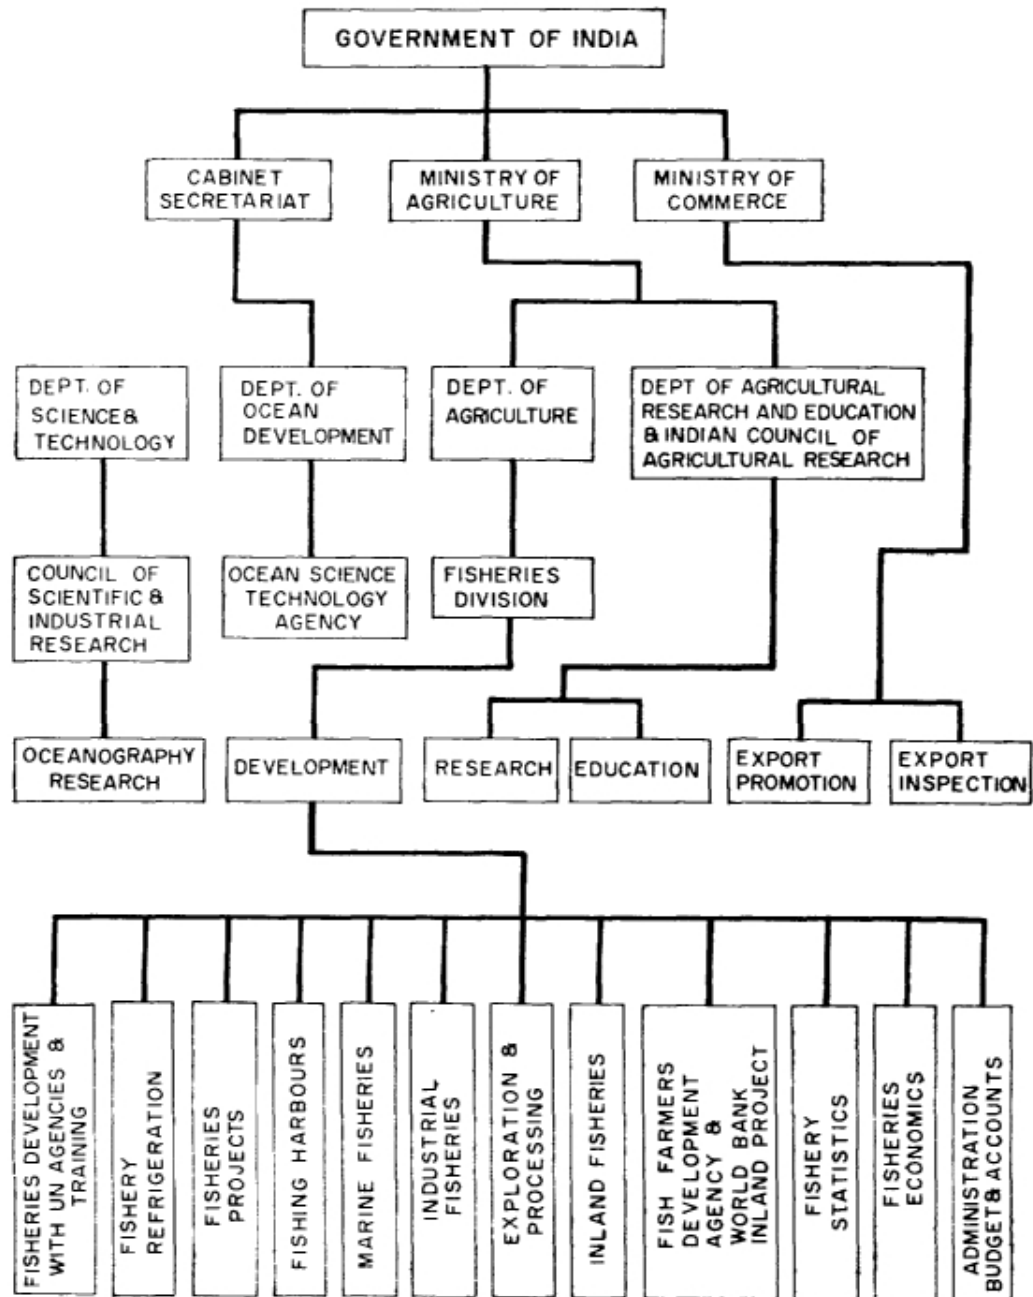 GOVERNMENT OF INDIA
CABINET
SECRETARIAT
MINISTRY OF
AGRICULTURE
MINISTRY OF
COMMERCE
DEPT. OF
SCIENCE &
TECHNOLOGY
DEPT. OF
OCEAN
DEVELOPMENT
DEPT. OF
AGRICULTURE
DEPT OF AGRICULTURAL
RESEARCH AND EDUCATION
& INDIAN COUNCIL OF
AGRICULTURAL RESEARCH
COUNCIL OF
SCIENTIFIC &
INDUSTRIAL
RESEARCH
OCEAN SCIENCE
TECHNOLOGY
AGENCY
FISHERIES
DIVISION
OCEANOGRAPHY
RESEARCH
DEVELOPMENT
RESEARCH
EDUCATION
EXPORT
PROMOTION
EXPORT
INSPECTION
FISHERIES DEVELOPMENT
WITH UN AGENCIES &
TRAINING
FISHERY
REFRIGERATION
FISHERIES
PROJECTS
FISHING HARBOURS
MARINE FISHERIES
INDUSTRIAL
FISHERIES
EXPLORATION &
PROCESSING
INLAND FISHERIES
FISH FARMERS
DEVELOPMENT
AGENCY &
WORLD BANK
INLAND PROJECT
FISHERY
STATISTICS
FISHERIES
ECONOMICS
ADMINISTRATION
BUDGET & ACCOUNTS